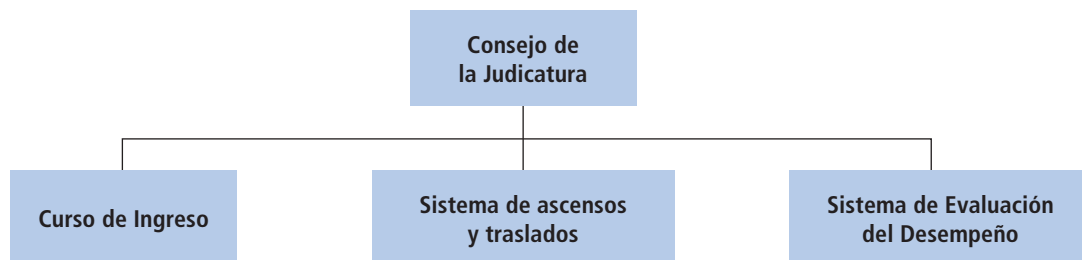 Consejo de
la Judicatura
Curso de Ingreso
Sistema de ascensos
y traslados
Sistema de Evaluación
del Desempeño